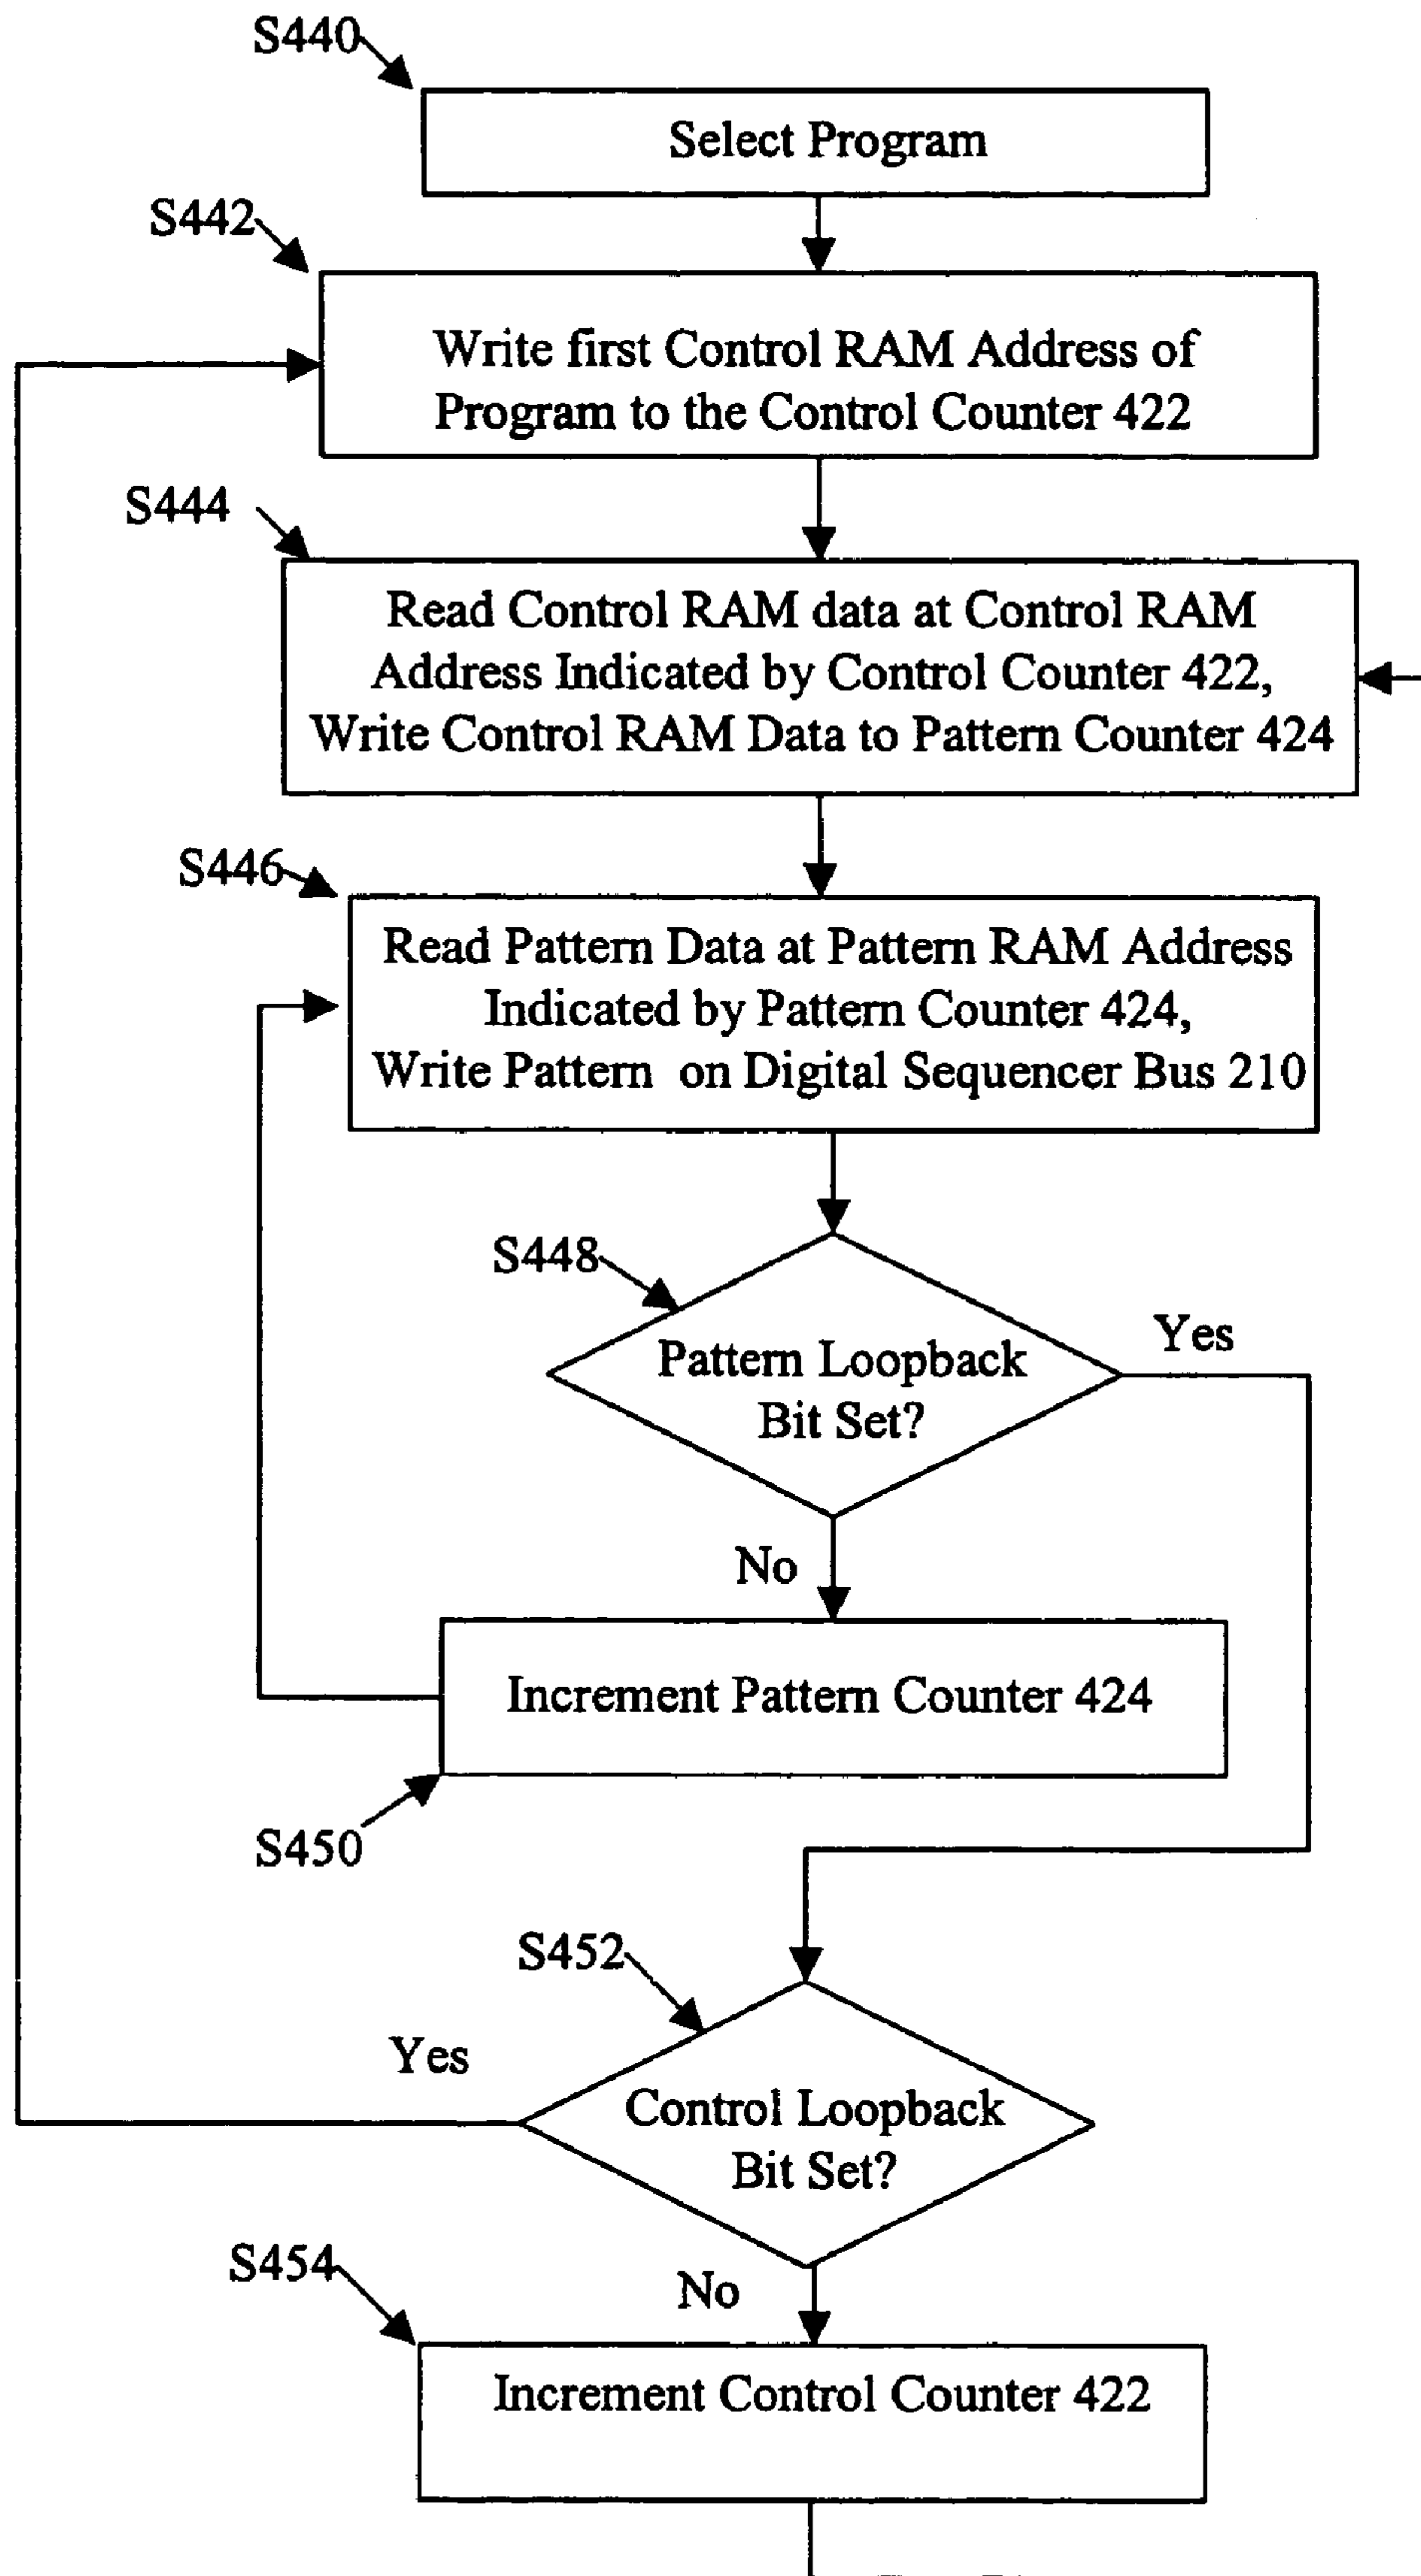 S440
Select Program
S442
Write first Control RAM Address of
Program to the Control Counter 422
S444
Read Control RAM data at Control RAM
Address Indicated by Control Counter 422,
Write Control RAM Data to Pattern Counter 424
S446
Read Pattern Data at Pattern RAM Address
Indicated by Pattern Counter 424,
Write Pattern on Digital Sequencer Bus 210
S448
Yes
Pattern Loopback
Bit Set?
No
Increment Pattern Counter 424
S450
S452
Yes
Control Loopback
Bit Set?
S454
No
Increment Control Counter 422